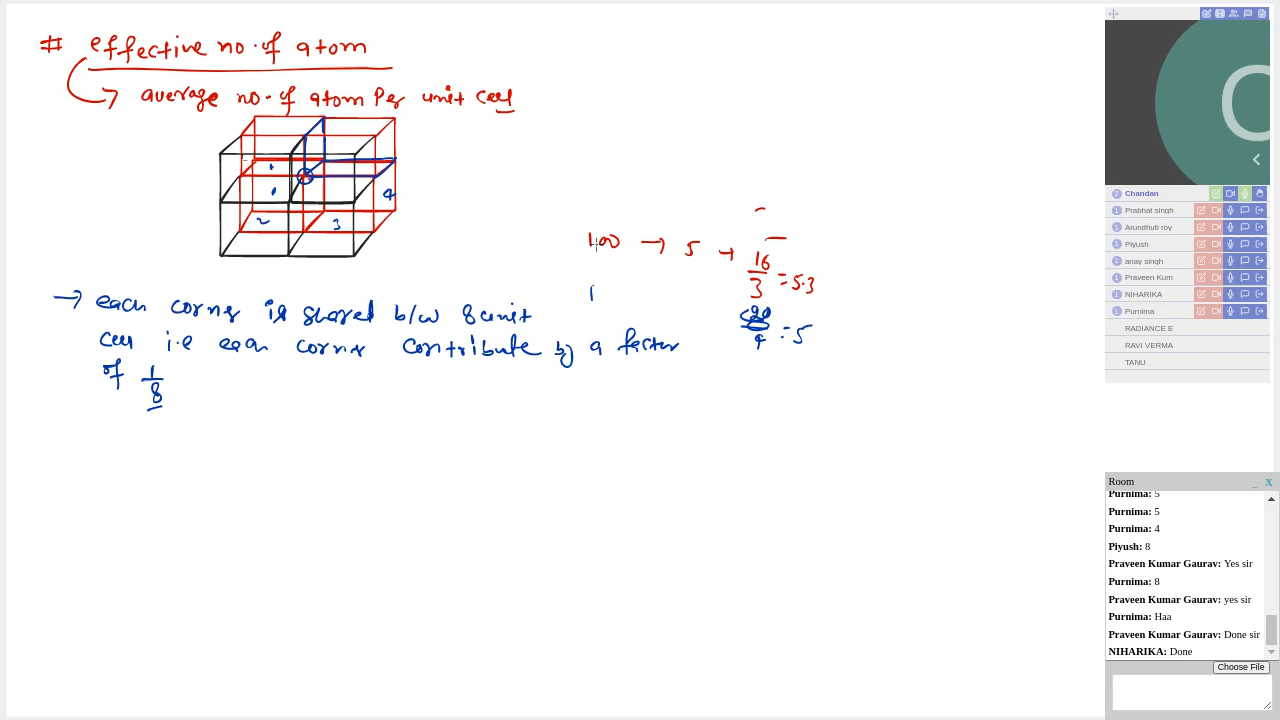 # effective no. of atom
→ average no. of atom Per unit cell
1
1
4
2
3
100 → 5 → 16/3 = 5.3
1
/4 = 5
→ each corner is shared b/w 8 unit
cell i.e each corner contribute by a factor
of 1/8
C
Chandan
Prabhat singh
Arundhuti roy
Piyush
anay singh
Praveen Kum
NIHARIKA
Purnima
RADIANCE E
RAVI VERMA
TANU
Room _ X
Purnima: 5
Purnima: 5
Purnima: 4
Piyush: 8
Praveen Kumar Gaurav: Yes sir
Purnima: 8
Praveen Kumar Gaurav: yes sir
Purnima: Haa
Praveen Kumar Gaurav: Done sir
NIHARIKA: Done
Choose File